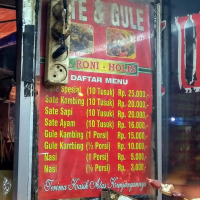 TE & GULE
RONI - HOLIS
DAFTAR MENU
Spesial (10 Tusuk) Rp. 25.000,-
Sate Kambing (10 Tusuk) Rp. 20.000,-
Sate Sapi (10 Tusuk) Rp. 20.000,-
Sate Ayam (10 Tusuk) Rp. 16.000,-
Gule Kambing (1 Porsi) Rp. 15.000,-
Gule Kambing (½ Porsi) Rp. 10.000,-
Nasi (1 Porsi) Rp. 5.000,-
Nasi (½ Porsi) Rp. 3.000,-
Terima Kasih Atas Kunjungannya